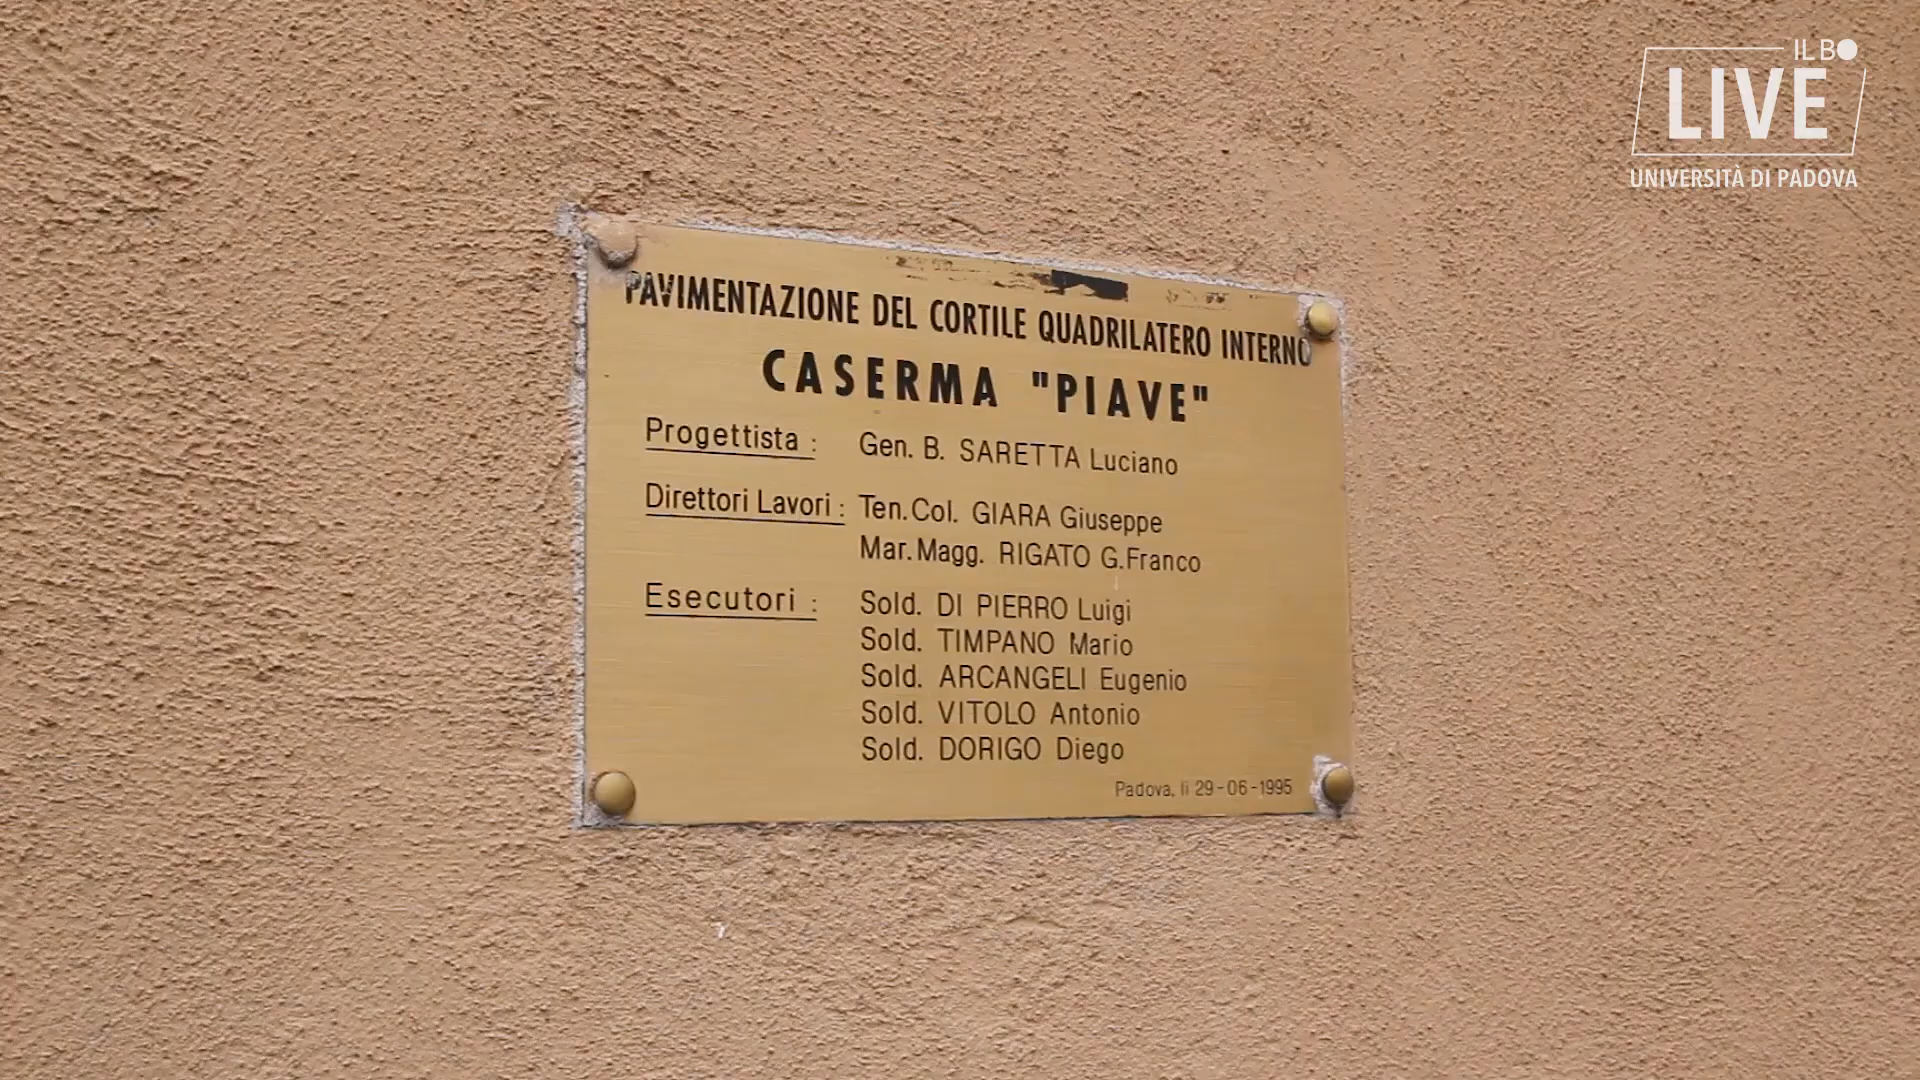 IL BO
LIVE
UNIVERSITÀ DI PADOVA
PAVIMENTAZIONE DEL CORTILE QUADRILATERO INTERNO
CASERMA "PIAVE"
Progettista : Gen. B. SARETTA Luciano
Direttori Lavori : Ten. Col. GIARA Giuseppe
Mar. Magg. RIGATO G. Franco
Esecutori : Sold. DI PIERRO Luigi
Sold. TIMPANO Mario
Sold. ARCANGELI Eugenio
Sold. VITOLO Antonio
Sold. DORIGO Diego
Padova, li 29-06-1995